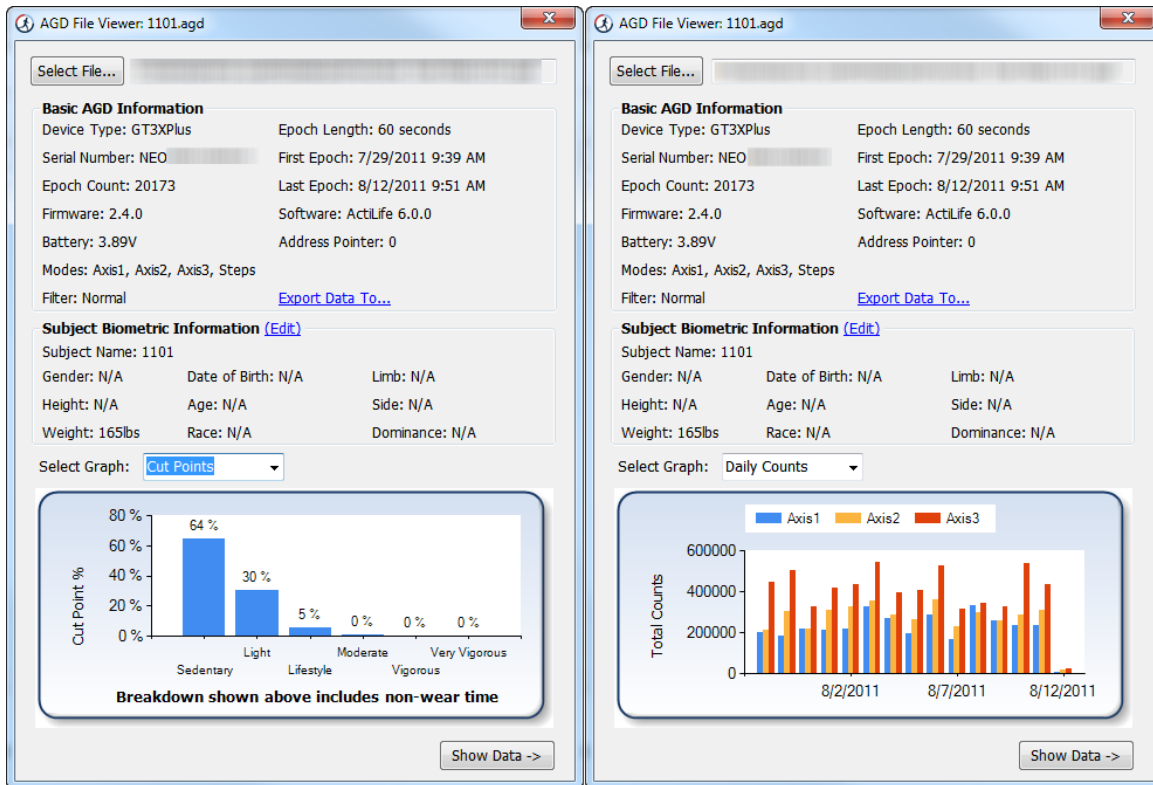 AGD File Viewer: 1101.agd
Select File...
Basic AGD Information
Device Type: GT3XPlus Epoch Length: 60 seconds
Serial Number: NEO First Epoch: 7/29/2011 9:39 AM
Epoch Count: 20173 Last Epoch: 8/12/2011 9:51 AM
Firmware: 2.4.0 Software: ActiLife 6.0.0
Battery: 3.89V Address Pointer: 0
Modes: Axis1, Axis2, Axis3, Steps
Filter: Normal Export Data To...
Subject Biometric Information (Edit)
Subject Name: 1101
Gender: N/A Date of Birth: N/A Limb: N/A
Height: N/A Age: N/A Side: N/A
Weight: 165lbs Race: N/A Dominance: N/A
Select Graph: Cut Points
80 %
60 %
40 %
20 %
0 %
Cut Point %
64 %
30 %
5 %
0 %
0 %
0 %
Light Moderate Very Vigorous
Sedentary Lifestyle Vigorous
Breakdown shown above includes non-wear time
Show Data ->
AGD File Viewer: 1101.agd
Select File...
Basic AGD Information
Device Type: GT3XPlus Epoch Length: 60 seconds
Serial Number: NEO First Epoch: 7/29/2011 9:39 AM
Epoch Count: 20173 Last Epoch: 8/12/2011 9:51 AM
Firmware: 2.4.0 Software: ActiLife 6.0.0
Battery: 3.89V Address Pointer: 0
Modes: Axis1, Axis2, Axis3, Steps
Filter: Normal Export Data To...
Subject Biometric Information (Edit)
Subject Name: 1101
Gender: N/A Date of Birth: N/A Limb: N/A
Height: N/A Age: N/A Side: N/A
Weight: 165lbs Race: N/A Dominance: N/A
Select Graph: Daily Counts
Axis1 Axis2 Axis3
600000
400000
200000
0
Total Counts
8/2/2011 8/7/2011 8/12/2011
Show Data ->